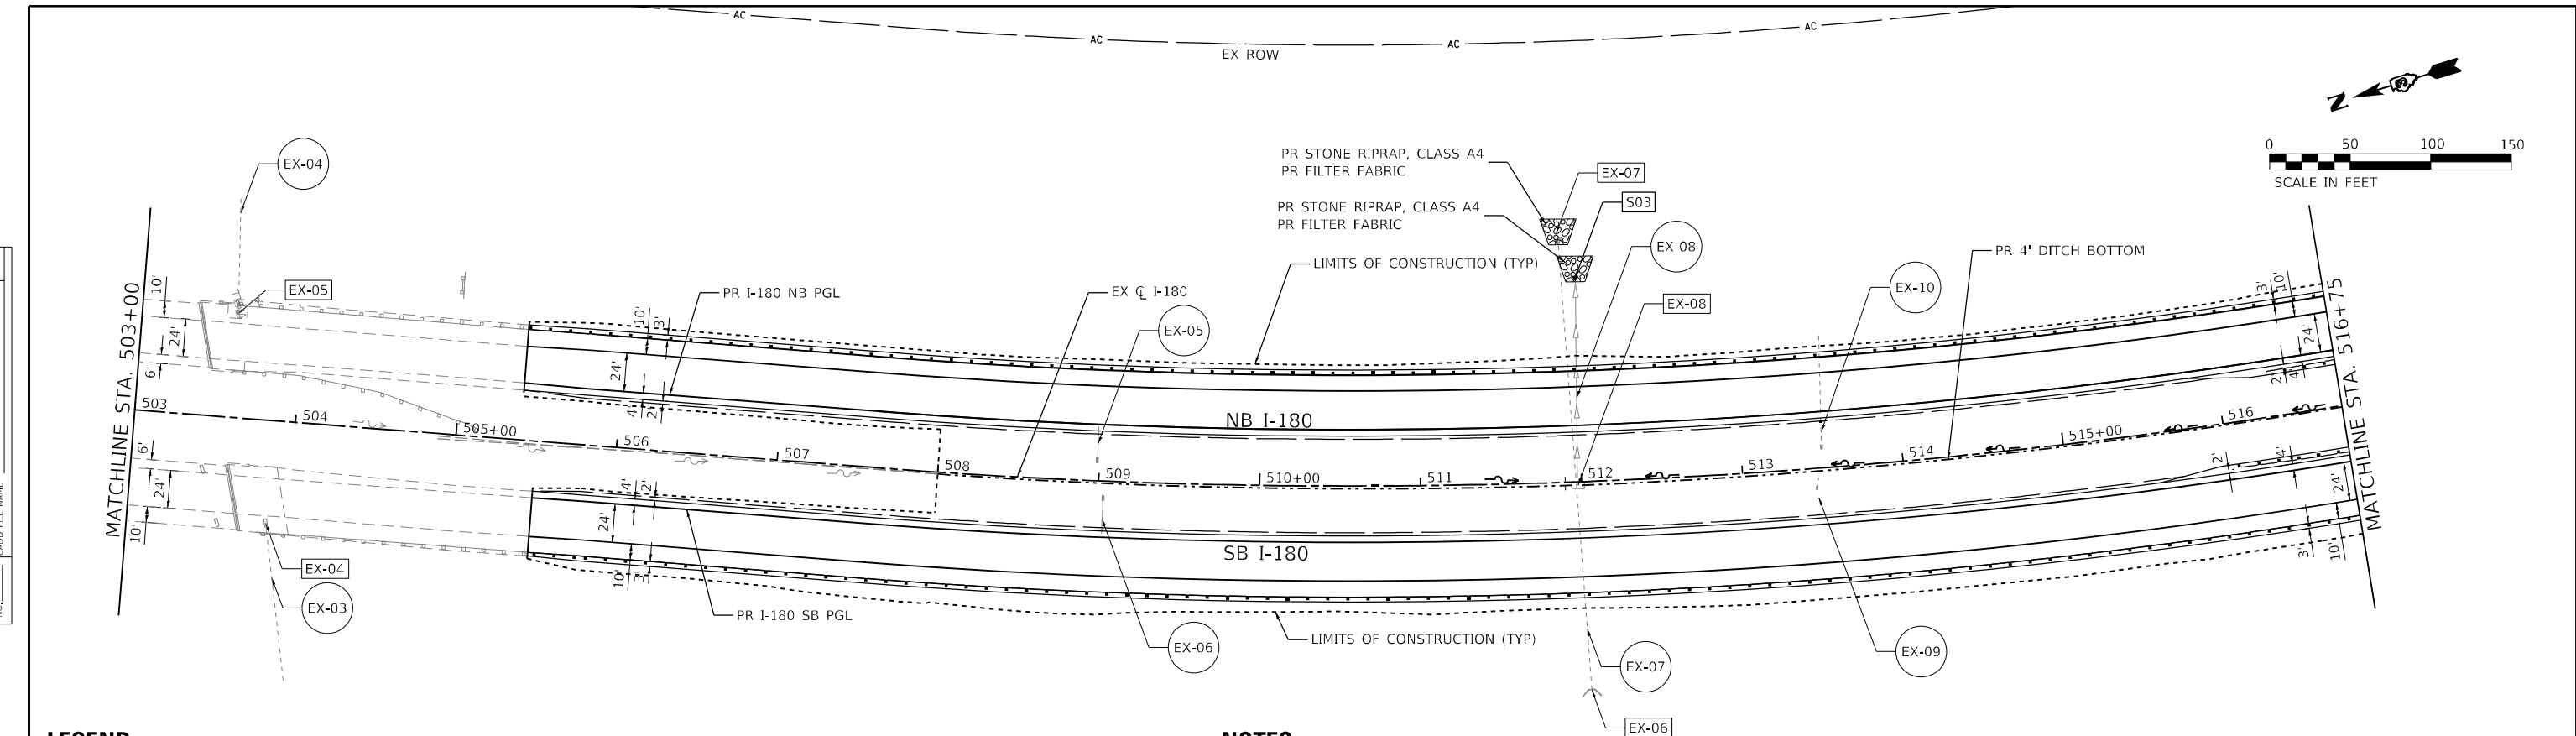 AC
AC
AC
AC
EX ROW
N
0 50 100 150
SCALE IN FEET
EX-04
PR STONE RIPRAP, CLASS A4
PR FILTER FABRIC
EX-07
PR STONE RIPRAP, CLASS A4
PR FILTER FABRIC
S03
EX-08
PR 4' DITCH BOTTOM
LIMITS OF CONSTRUCTION (TYP)
EX-10
EX-05
PR I-180 NB PGL
EX ℄ I-180
EX-05
EX-08
MATCHLINE STA. 503+00
10'
24'
6'
6'
24'
10'
10'
3'
24'
4'
2'
3'
10'
24'
2'
4'
NB I-180
503
504
505+00
506
507
508
509
510+00
511
512
513
514
515+00
516
MATCHLINE STA. 516+75
4'
2'
24'
10'
3'
2'
4'
24'
3'
10'
SB I-180
EX-04
EX-03
PR I-180 SB PGL
EX-06
LIMITS OF CONSTRUCTION (TYP)
EX-07
EX-09
EX-06
LEGEND
NOTES